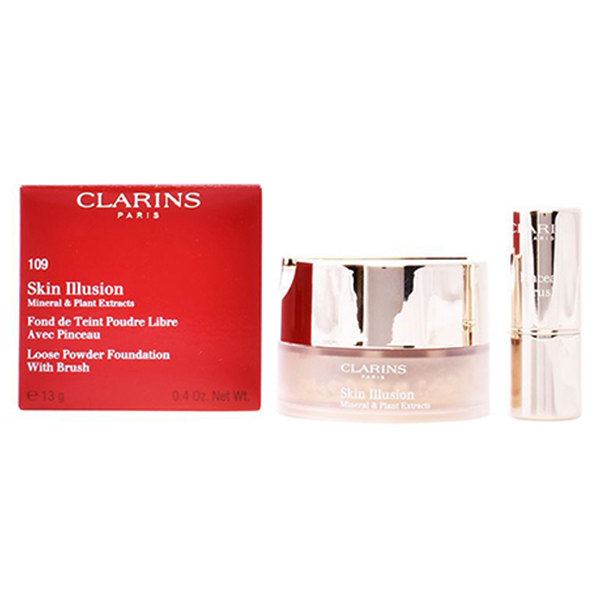 CLARINS
PARIS
109
Skin Illusion
Mineral & Plant Extracts
Fond de Teint Poudre Libre
Avec Pinceau
Loose Powder Foundation
With Brush
℮ 13 g 0.4 Oz. Net Wt.
CLARINS
Skin Illusion
Mineral & Plant Extracts